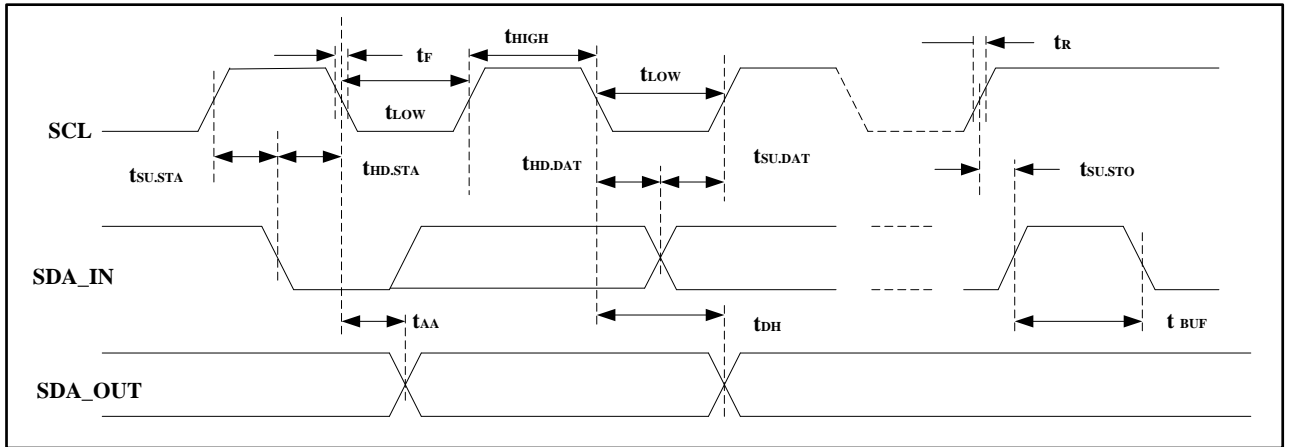 tF
tHIGH
tR
tLOW
tLOW
SCL
tSU.STA
tHD.STA
tHD.DAT
tSU.DAT
tSU.STO
SDA_IN
tAA
tDH
t BUF
SDA_OUT